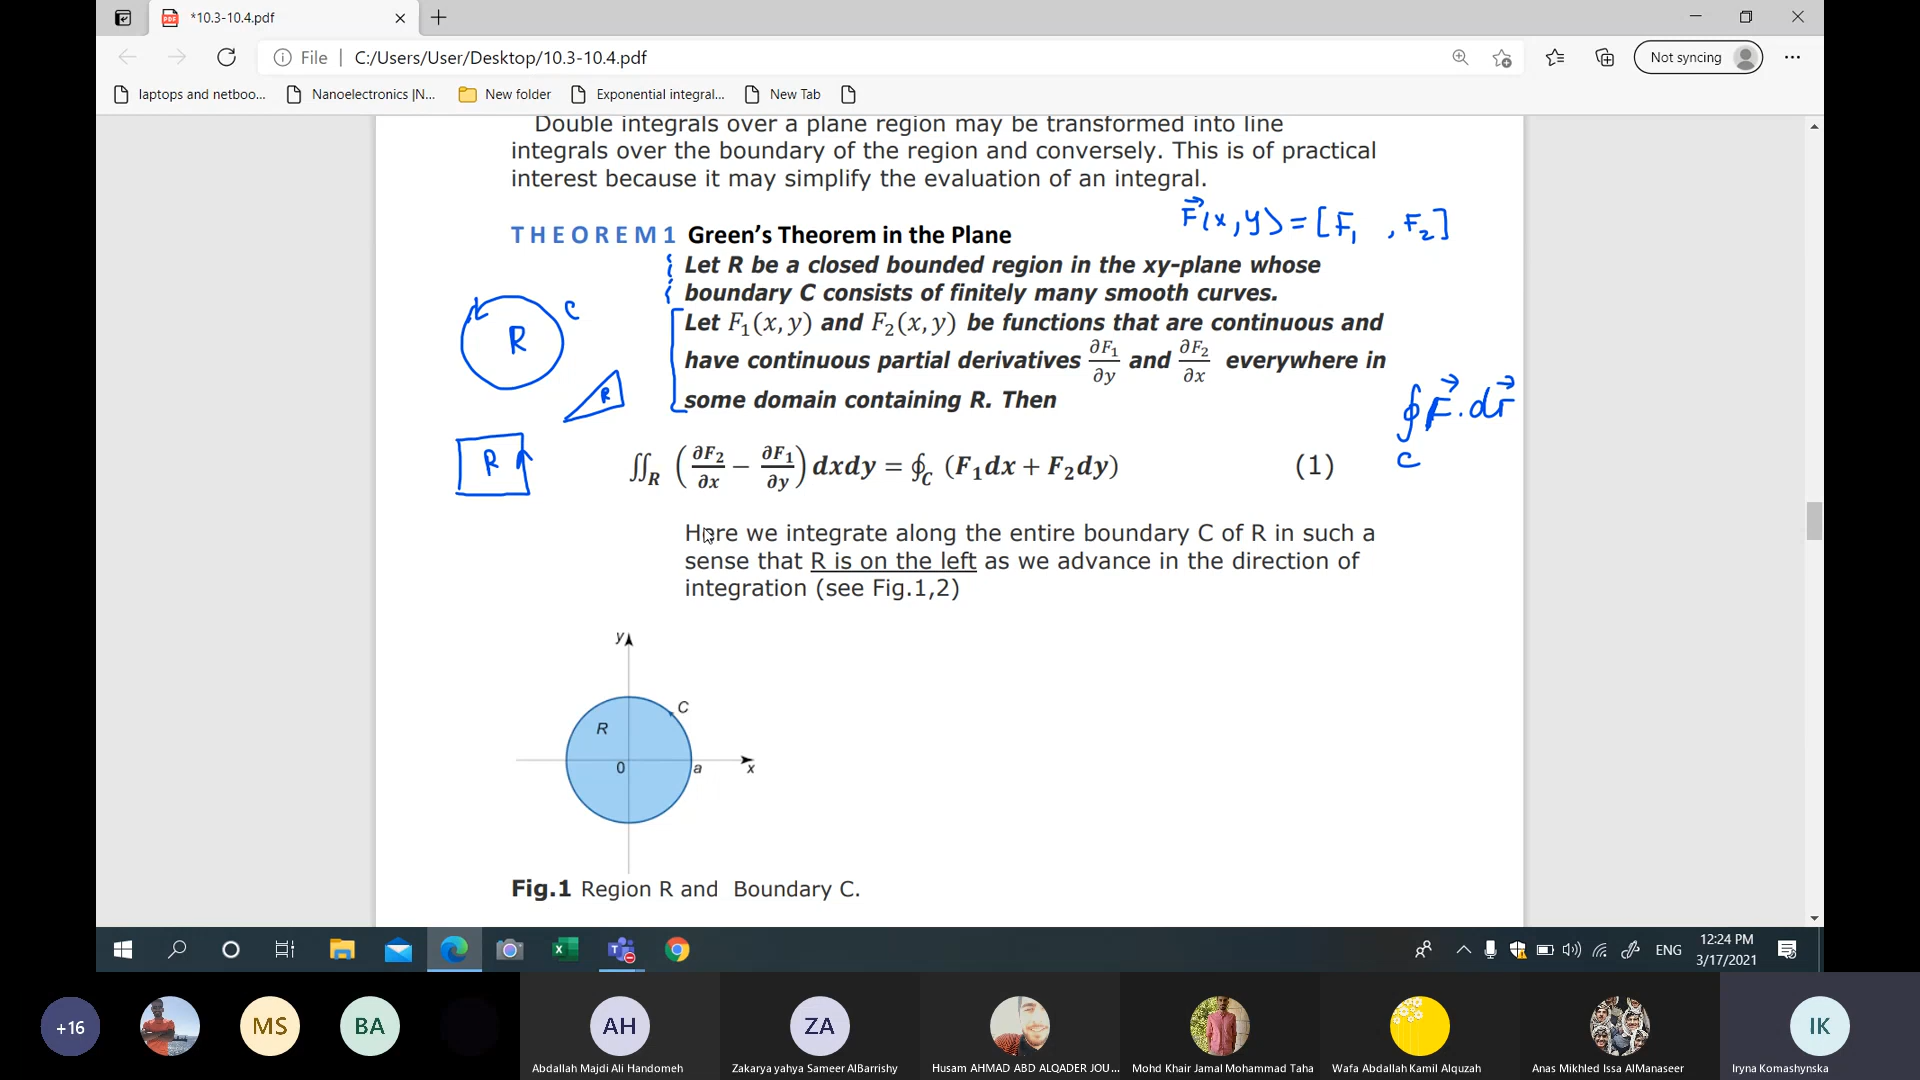 *10.3-10.4.pdf
File | C:/Users/User/Desktop/10.3-10.4.pdf
Not syncing
laptops and netboo...
Nanoelectronics |N...
New folder
Exponential integral...
New Tab
Double integrals over a plane region may be transformed into line
integrals over the boundary of the region and conversely. This is of practical
interest because it may simplify the evaluation of an integral.
F⃗(x,y)=[F₁ ,F₂]
THEOREM1 Green's Theorem in the Plane
Let R be a closed bounded region in the xy-plane whose
boundary C consists of finitely many smooth curves.
Let F₁(x, y) and F₂(x, y) be functions that are continuous and
have continuous partial derivatives ∂F₁/∂y and ∂F₂/∂x everywhere in
some domain containing R. Then
C
R
R
R
∮F⃗.dr⃗
C
∬R (∂F₂/∂x − ∂F₁/∂y) dxdy = ∮C (F₁dx + F₂dy) (1)
Here we integrate along the entire boundary C of R in such a
sense that R is on the left as we advance in the direction of
integration (see Fig.1,2)
y
C
R
0
a
x
Fig.1 Region R and Boundary C.
ENG
12:24 PM
3/17/2021
+16
MS
BA
AH
ZA
IK
Abdallah Majdi Ali Handomeh
Zakarya yahya Sameer AlBarrishy
Husam AHMAD ABD ALQADER JOU...
Mohd Khair Jamal Mohammad Taha
Wafa Abdallah Kamil Alquzah
Anas Mikhled Issa AlManaseer
Iryna Komashynska